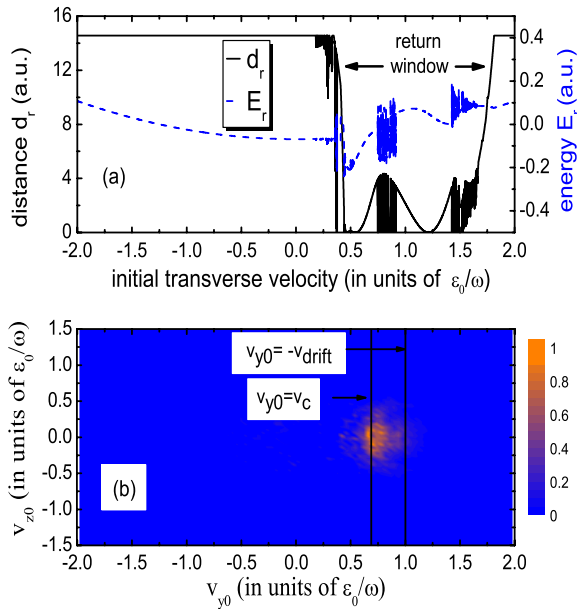 16
12
8
4
0
distance d_r (a.u.)
d_r
E_r
return
window
(a)
0.4
0.2
0.0
-0.2
-0.4
energy E_r (a.u.)
-2.0 -1.5 -1.0 -0.5 0.0 0.5 1.0 1.5 2.0
initial transverse velocity (in units of ε_0/ω)
1.5
1.0
0.5
0.0
-0.5
-1.0
-1.5
v_z0 (in units of ε_0/ω)
v_y0= -v_drift
v_y0=v_c
(b)
1
0.8
0.6
0.4
0.2
0
-2.0 -1.5 -1.0 -0.5 0.0 0.5 1.0 1.5 2.0
v_y0 (in units of ε_0/ω)